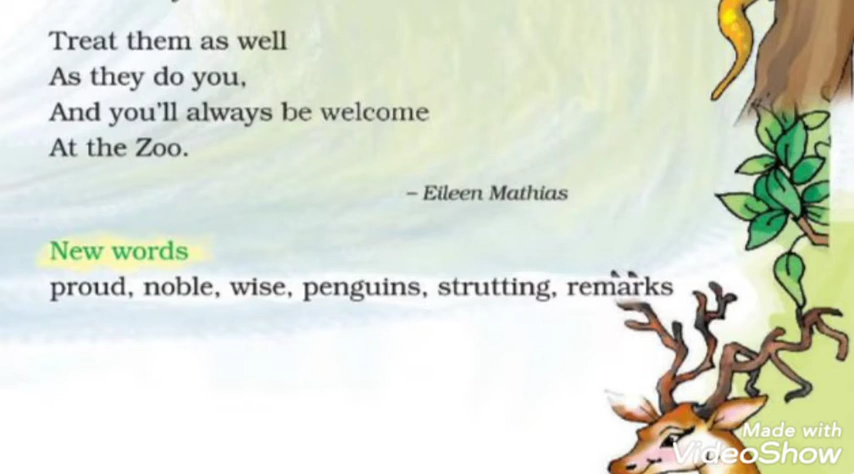 Treat them as well
As they do you,
And you'll always be welcome
At the Zoo.
– Eileen Mathias
New words
proud, noble, wise, penguins, strutting, remarks
Made with
VideoShow